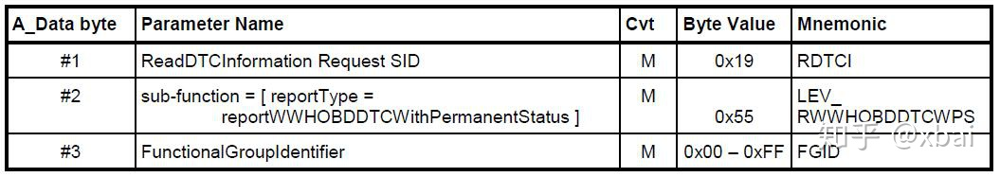 A_Data byte Parameter Name Cvt Byte Value Mnemonic
#1 ReadDTCInformation Request SID M 0x19 RDTCI
#2 sub-function = [ reportType = M LEV_
reportWWHOBDDTCWithPermanentStatus ] 0x55 RWWHOBDDTCWPS
#3 FunctionalGroupIdentifier M 0x00 – 0xFF FGID
知乎 @xbai